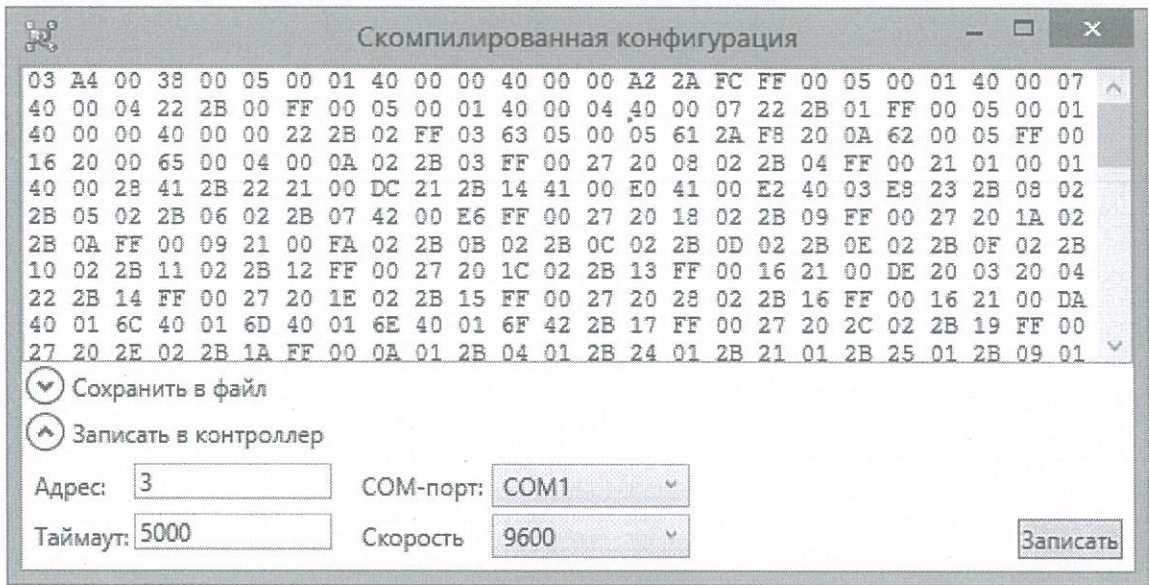 Скомпилированная конфигурация
03 A4 00 38 00 05 00 01 40 00 00 40 00 00 A2 2A FC FF 00 05 00 01 40 00 07
40 00 04 22 2B 00 FF 00 05 00 01 40 00 04 40 00 07 22 2B 01 FF 00 05 00 01
40 00 00 40 00 00 22 2B 02 FF 03 63 05 00 05 61 2A F8 20 0A 62 00 05 FF 00
16 20 00 65 00 04 00 0A 02 2B 03 FF 00 27 20 08 02 2B 04 FF 00 21 01 00 01
40 00 28 41 2B 22 21 00 DC 21 2B 14 41 00 E0 41 00 E2 40 03 E8 23 2B 08 02
2B 05 02 2B 06 02 2B 07 42 00 E6 FF 00 27 20 18 02 2B 09 FF 00 27 20 1A 02
2B 0A FF 00 09 21 00 FA 02 2B 0B 02 2B 0C 02 2B 0D 02 2B 0E 02 2B 0F 02 2B
10 02 2B 11 02 2B 12 FF 00 27 20 1C 02 2B 13 FF 00 16 21 00 DE 20 03 20 04
22 2B 14 FF 00 27 20 1E 02 2B 15 FF 00 27 20 28 02 2B 16 FF 00 16 21 00 DA
40 01 6C 40 01 6D 40 01 6E 40 01 6F 42 2B 17 FF 00 27 20 2C 02 2B 19 FF 00
27 20 2E 02 2B 1A FF 00 0A 01 2B 04 01 2B 24 01 2B 21 01 2B 25 01 2B 09 01
Сохранить в файл
Записать в контроллер
Адрес: 3 COM-порт: COM1
Таймаут: 5000 Скорость 9600
Записать